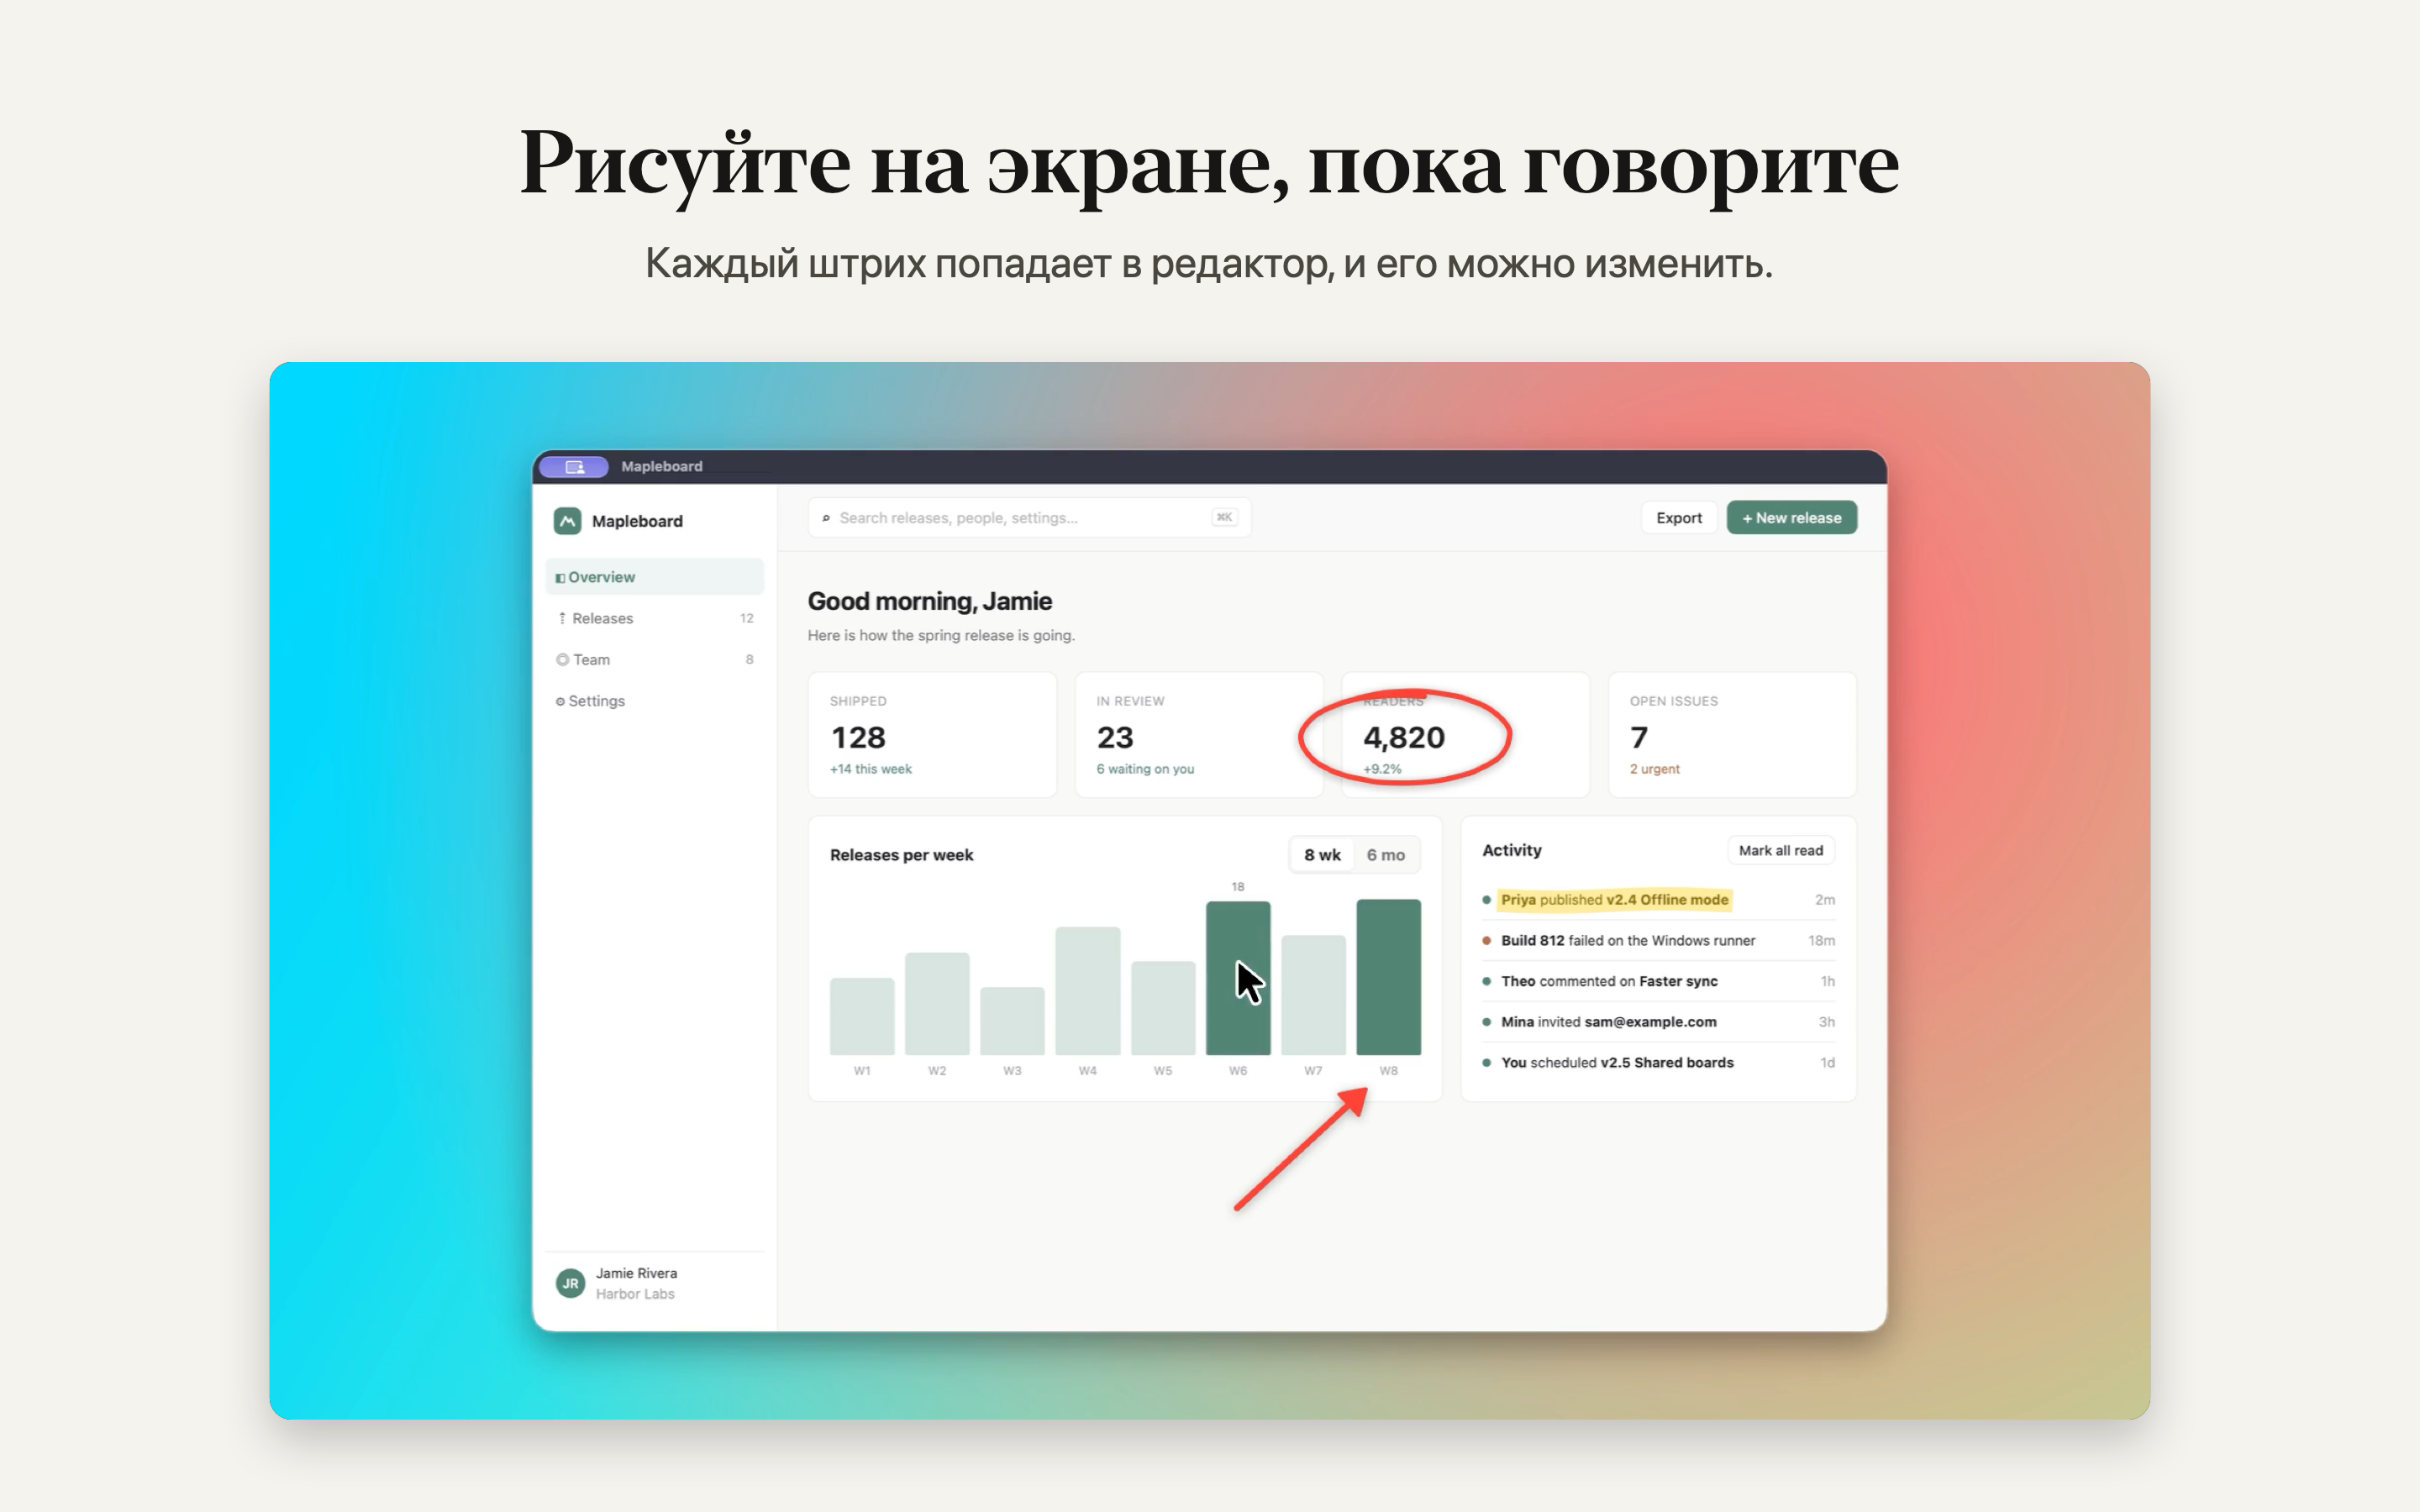 Рисуйте на экране, пока говорите
Каждый штрих попадает в редактор, и его можно изменить.
Mapleboard
Mapleboard
Search releases, people, settings... ⌘K
Export
+ New release
Overview
Releases 12
Team 8
Settings
Good morning, Jamie
Here is how the spring release is going.
SHIPPED
128
+14 this week
IN REVIEW
23
6 waiting on you
READERS
4,820
+9.2%
OPEN ISSUES
7
2 urgent
Releases per week
8 wk 6 mo
18
W1 W2 W3 W4 W5 W6 W7 W8
Activity
Mark all read
Priya published v2.4 Offline mode 2m
Build 812 failed on the Windows runner 18m
Theo commented on Faster sync 1h
Mina invited sam@example.com 3h
You scheduled v2.5 Shared boards 1d
JR
Jamie Rivera
Harbor Labs